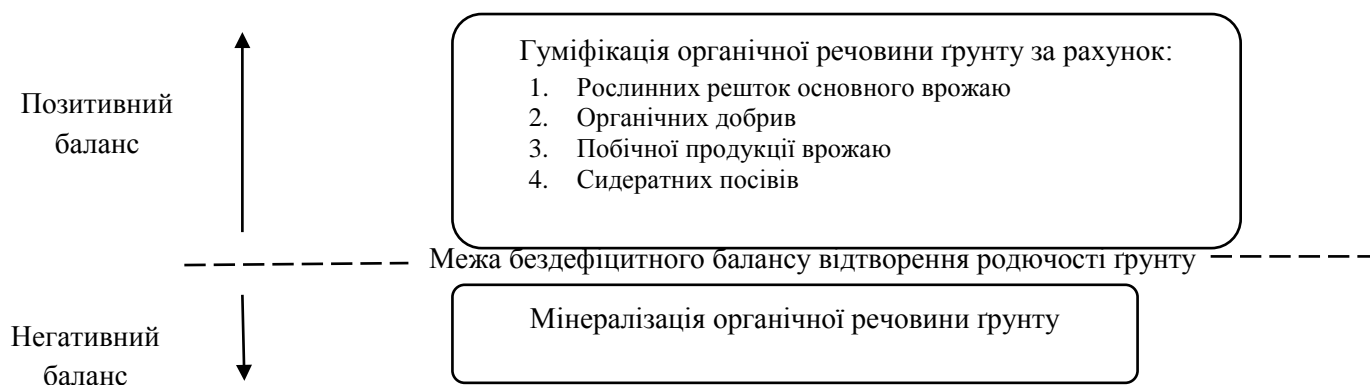 Позитивний
баланс
Гуміфікація органічної речовини ґрунту за рахунок:
1. Рослинних решток основного врожаю
2. Органічних добрив
3. Побічної продукції врожаю
4. Сидератних посівів
Межа бездефіцитного балансу відтворення родючості ґрунту
Негативний
баланс
Мінералізація органічної речовини ґрунту